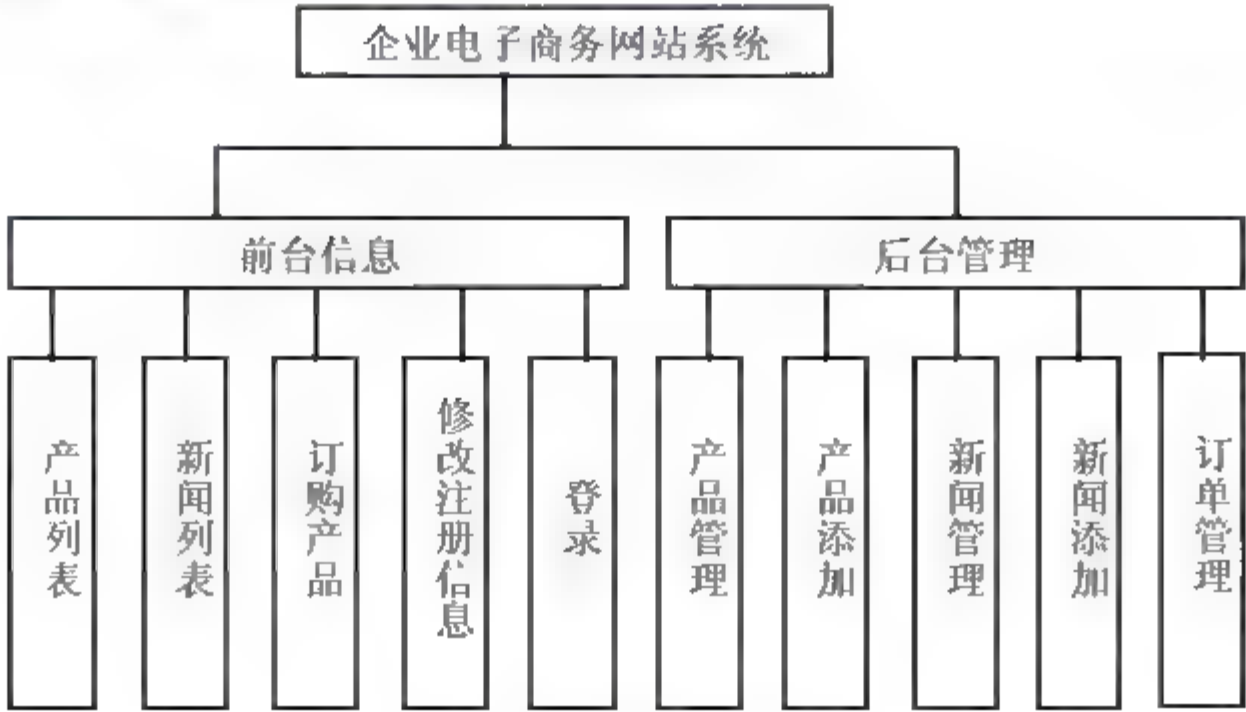 企业电子商务网站系统
前台信息
后台管理
产品列表
新闻列表
订购产品
修改注册信息
登录
产品管理
产品添加
新闻管理
新闻添加
订单管理